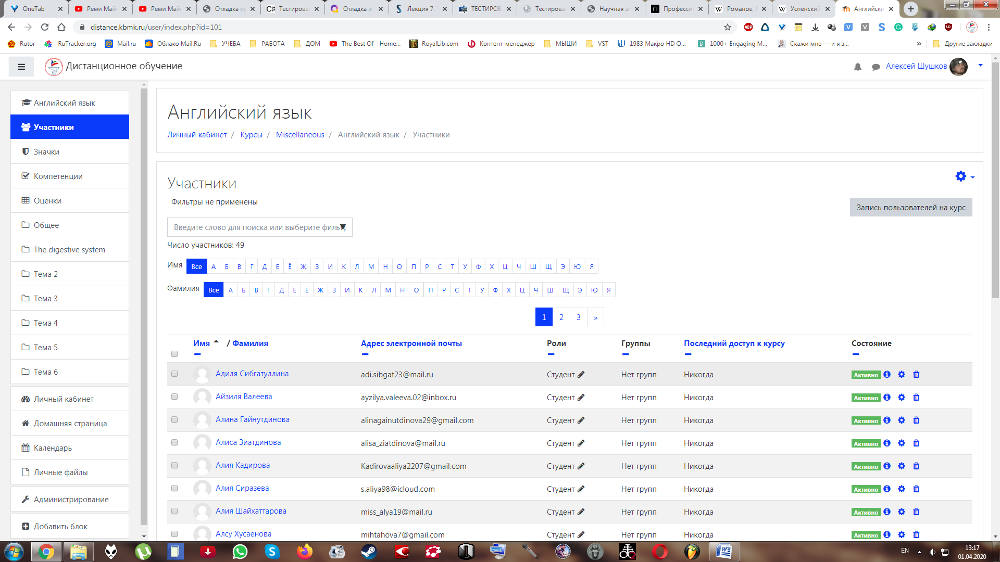 OneTab
Реми Майс
Реми Майс
Отладка пр
Тестирова
Отладка и
Лекция 7.
ТЕСТИРОВ
Тестирова
Научная эл
Професси
Романов,
Успенский
Английски
distance.kbmk.ru/user/index.php?id=101
Rutor
RuTracker.org
Mail.ru
Облако Mail.Ru
УЧЕБА
РАБОТА
ДОМ
The Best Of - Home...
RoyalLib.com
Контент-менеджер
МЫШИ
VST
1983 Макро HD O...
1000+ Engaging M...
Скажи мне — и я з...
»
Другие закладки
Дистанционное обучение
Алексей Шушков
Английский язык
Участники
Значки
Компетенции
Оценки
Общее
The digestive system
Тема 2
Тема 3
Тема 4
Тема 5
Тема 6
Личный кабинет
Домашняя страница
Календарь
Личные файлы
Администрирование
Добавить блок
Английский язык
Личный кабинет / Курсы / Miscellaneous / Английский язык / Участники
Участники
Фильтры не применены
Запись пользователей на курс
Введите слово для поиска или выберите фильт
Число участников: 49
Имя Все А Б В Г Д Е Ё Ж З И К Л М Н О П Р С Т У Ф Х Ц Ч Ш Щ Э Ю Я
Фамилия Все А Б В Г Д Е Ё Ж З И К Л М Н О П Р С Т У Ф Х Ц Ч Ш Щ Э Ю Я
1 2 3 »
Имя / Фамилия Адрес электронной почты Роли Группы Последний доступ к курсу Состояние
Адиля Сибгатуллина adi.sibgat23@mail.ru Студент Нет групп Никогда Активно
Айзиля Валеева ayzilya.valeeva.02@inbox.ru Студент Нет групп Никогда Активно
Алина Гайнутдинова alinagainutdinova29@gmail.com Студент Нет групп Никогда Активно
Алиса Зиатдинова alisa_ziatdinova@mail.ru Студент Нет групп Никогда Активно
Алия Кадирова Kadirovaaliya2207@gmail.com Студент Нет групп Никогда Активно
Алия Сиразева s.aliya98@icloud.com Студент Нет групп Никогда Активно
Алия Шайхаттарова miss_alya19@mail.ru Студент Нет групп Никогда Активно
Алсу Хусаенова mihtahova7@gmail.com Студент Нет групп Никогда Активно
EN
13:17
01.04.2020